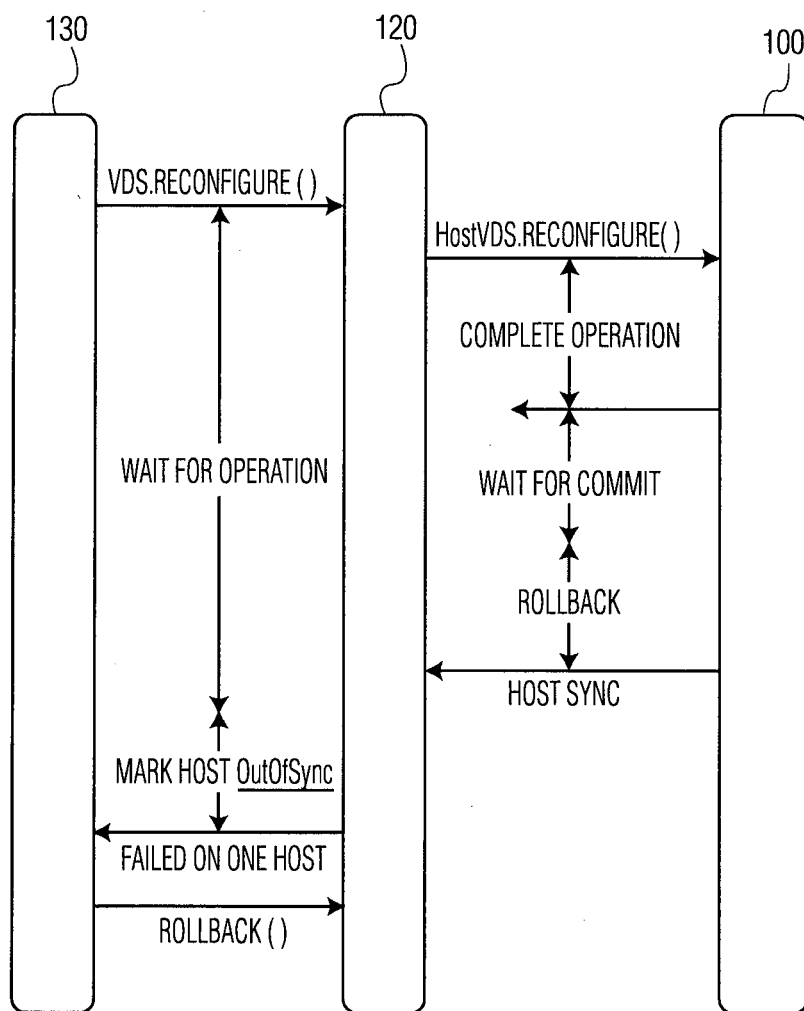 130
120
100
VDS.RECONFIGURE ( )
HostVDS.RECONFIGURE( )
COMPLETE OPERATION
WAIT FOR OPERATION
WAIT FOR COMMIT
ROLLBACK
HOST SYNC
MARK HOST OutOfSync
FAILED ON ONE HOST
ROLLBACK ( )